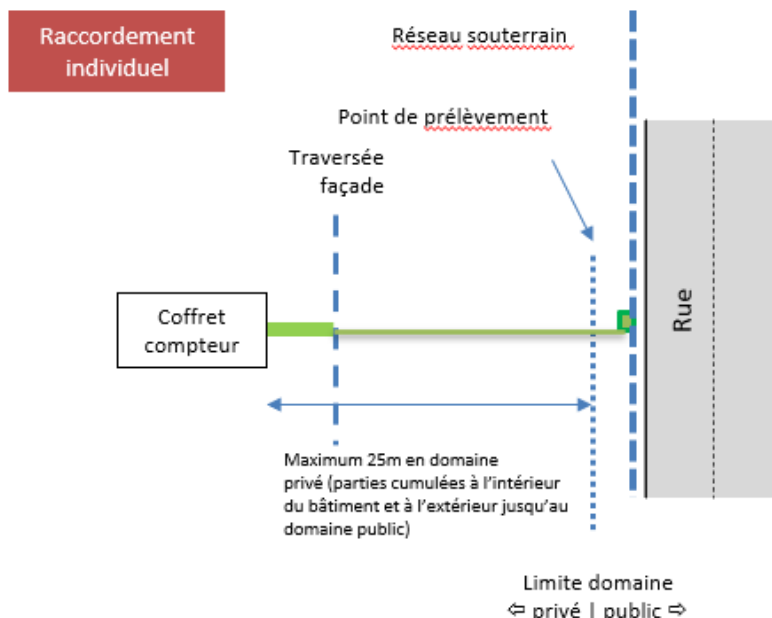 Raccordement
individuel
Réseau souterrain
Point de prélèvement
Traversée
façade
Coffret
compteur
Rue
Maximum 25m en domaine
privé (parties cumulées à l'intérieur
du bâtiment et à l'extérieur jusqu'au
domaine public)
Limite domaine
⇦ privé | public ⇨